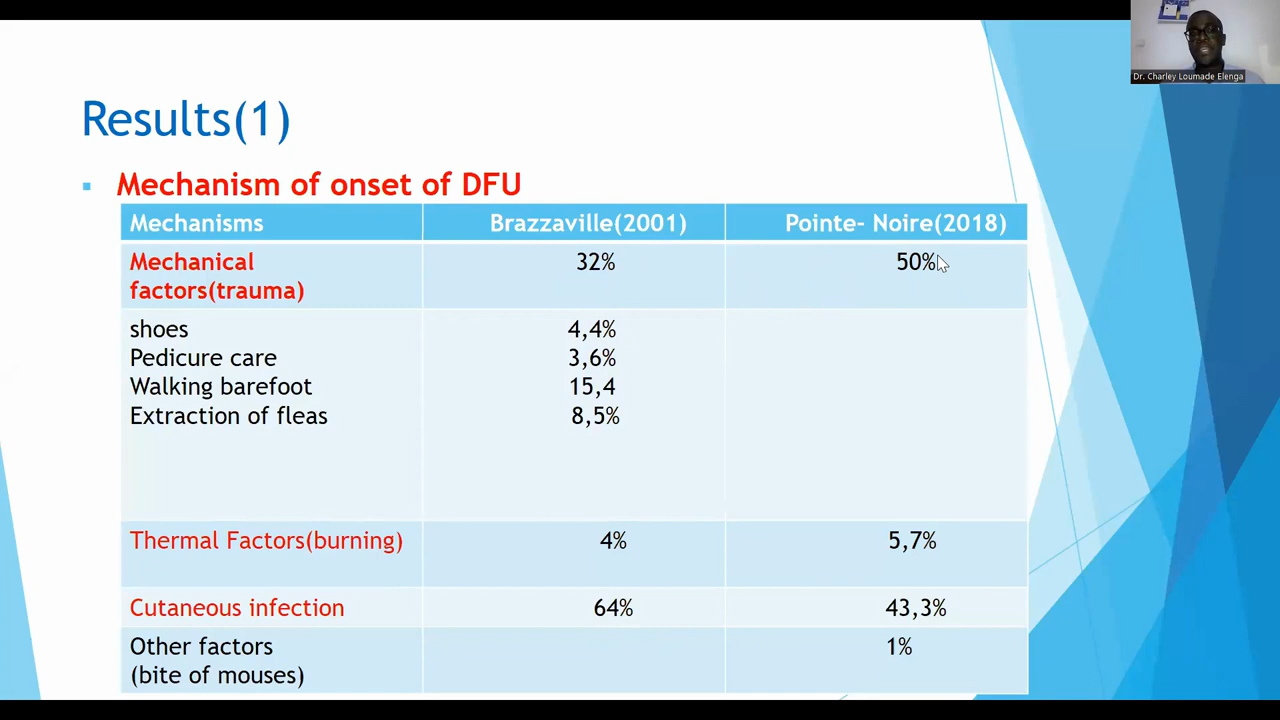 Dr. Charley Loumade Elenga
Results(1)
▪ Mechanism of onset of DFU
Mechanisms Brazzaville(2001) Pointe- Noire(2018)
Mechanical 32% 50%
factors(trauma)
shoes 4,4%
Pedicure care 3,6%
Walking barefoot 15,4
Extraction of fleas 8,5%
Thermal Factors(burning) 4% 5,7%
Cutaneous infection 64% 43,3%
Other factors 1%
(bite of mouses)